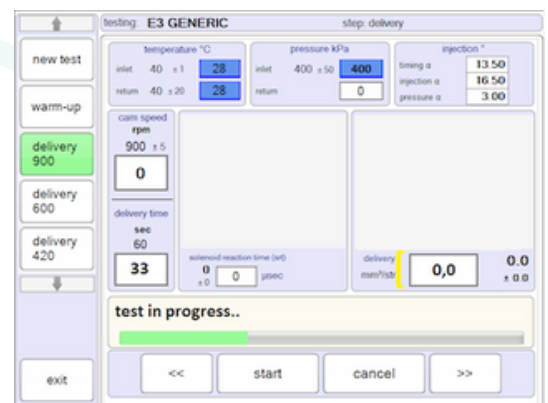 testing: E3 GENERIC step: delivery
new test
warm-up
delivery
900
delivery
600
delivery
420
exit
temperature °C
inlet 40 ± 1 28
return 40 ± 20 28
pressure kPa
inlet 400 ± 50 400
return 0
injection °
timing α 13.50
injection α 16.50
pressure α 3.00
cam speed
rpm
900 ± 5
0
delivery time
sec
60
33
solenoid reaction time (srt)
0
± 0
0 µsec
delivery
mm³/str
0,0
0.0
± 0.0
test in progress..
<< start cancel >>